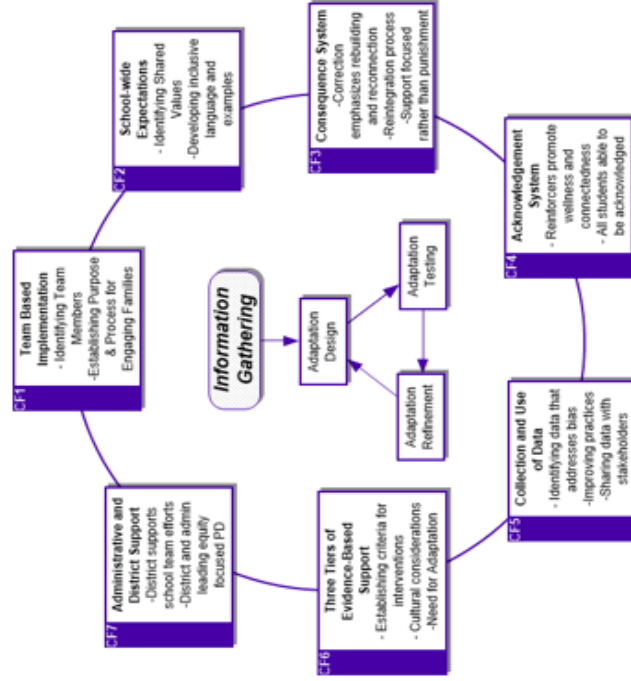 CF1
Team Based
Implementation
- Identifying Team
Members
-Establishing Purpose
& Process for
Engaging Families
CF2
School-wide
Expectations
- Identifying Shared
Values
-Developing inclusive
language and
examples
CF3
Consequence System
-Correction
emphasizes rebuilding
and reconnection
-Reintegration process
-Support focused
rather than punishment
CF4
Acknowledgement
System
- Reinforcers promote
wellness and
connectedness
- All students able to
be acknowledged
CF5
Collection and Use
of Data
- Identifying data that
addresses bias
-Improving practices
-Sharing data with
stakeholders
CF6
Three Tiers of
Evidence-Based
Support
- Establishing criteria for
interventions
- Cultural considerations
-Need for Adaptation
CF7
Administrative and
District Support
-District supports
school team efforts
-District and admin
leading equity
focused PD
Information
Gathering
Adaptation
Design
Adaptation
Testing
Adaptation
Refinement